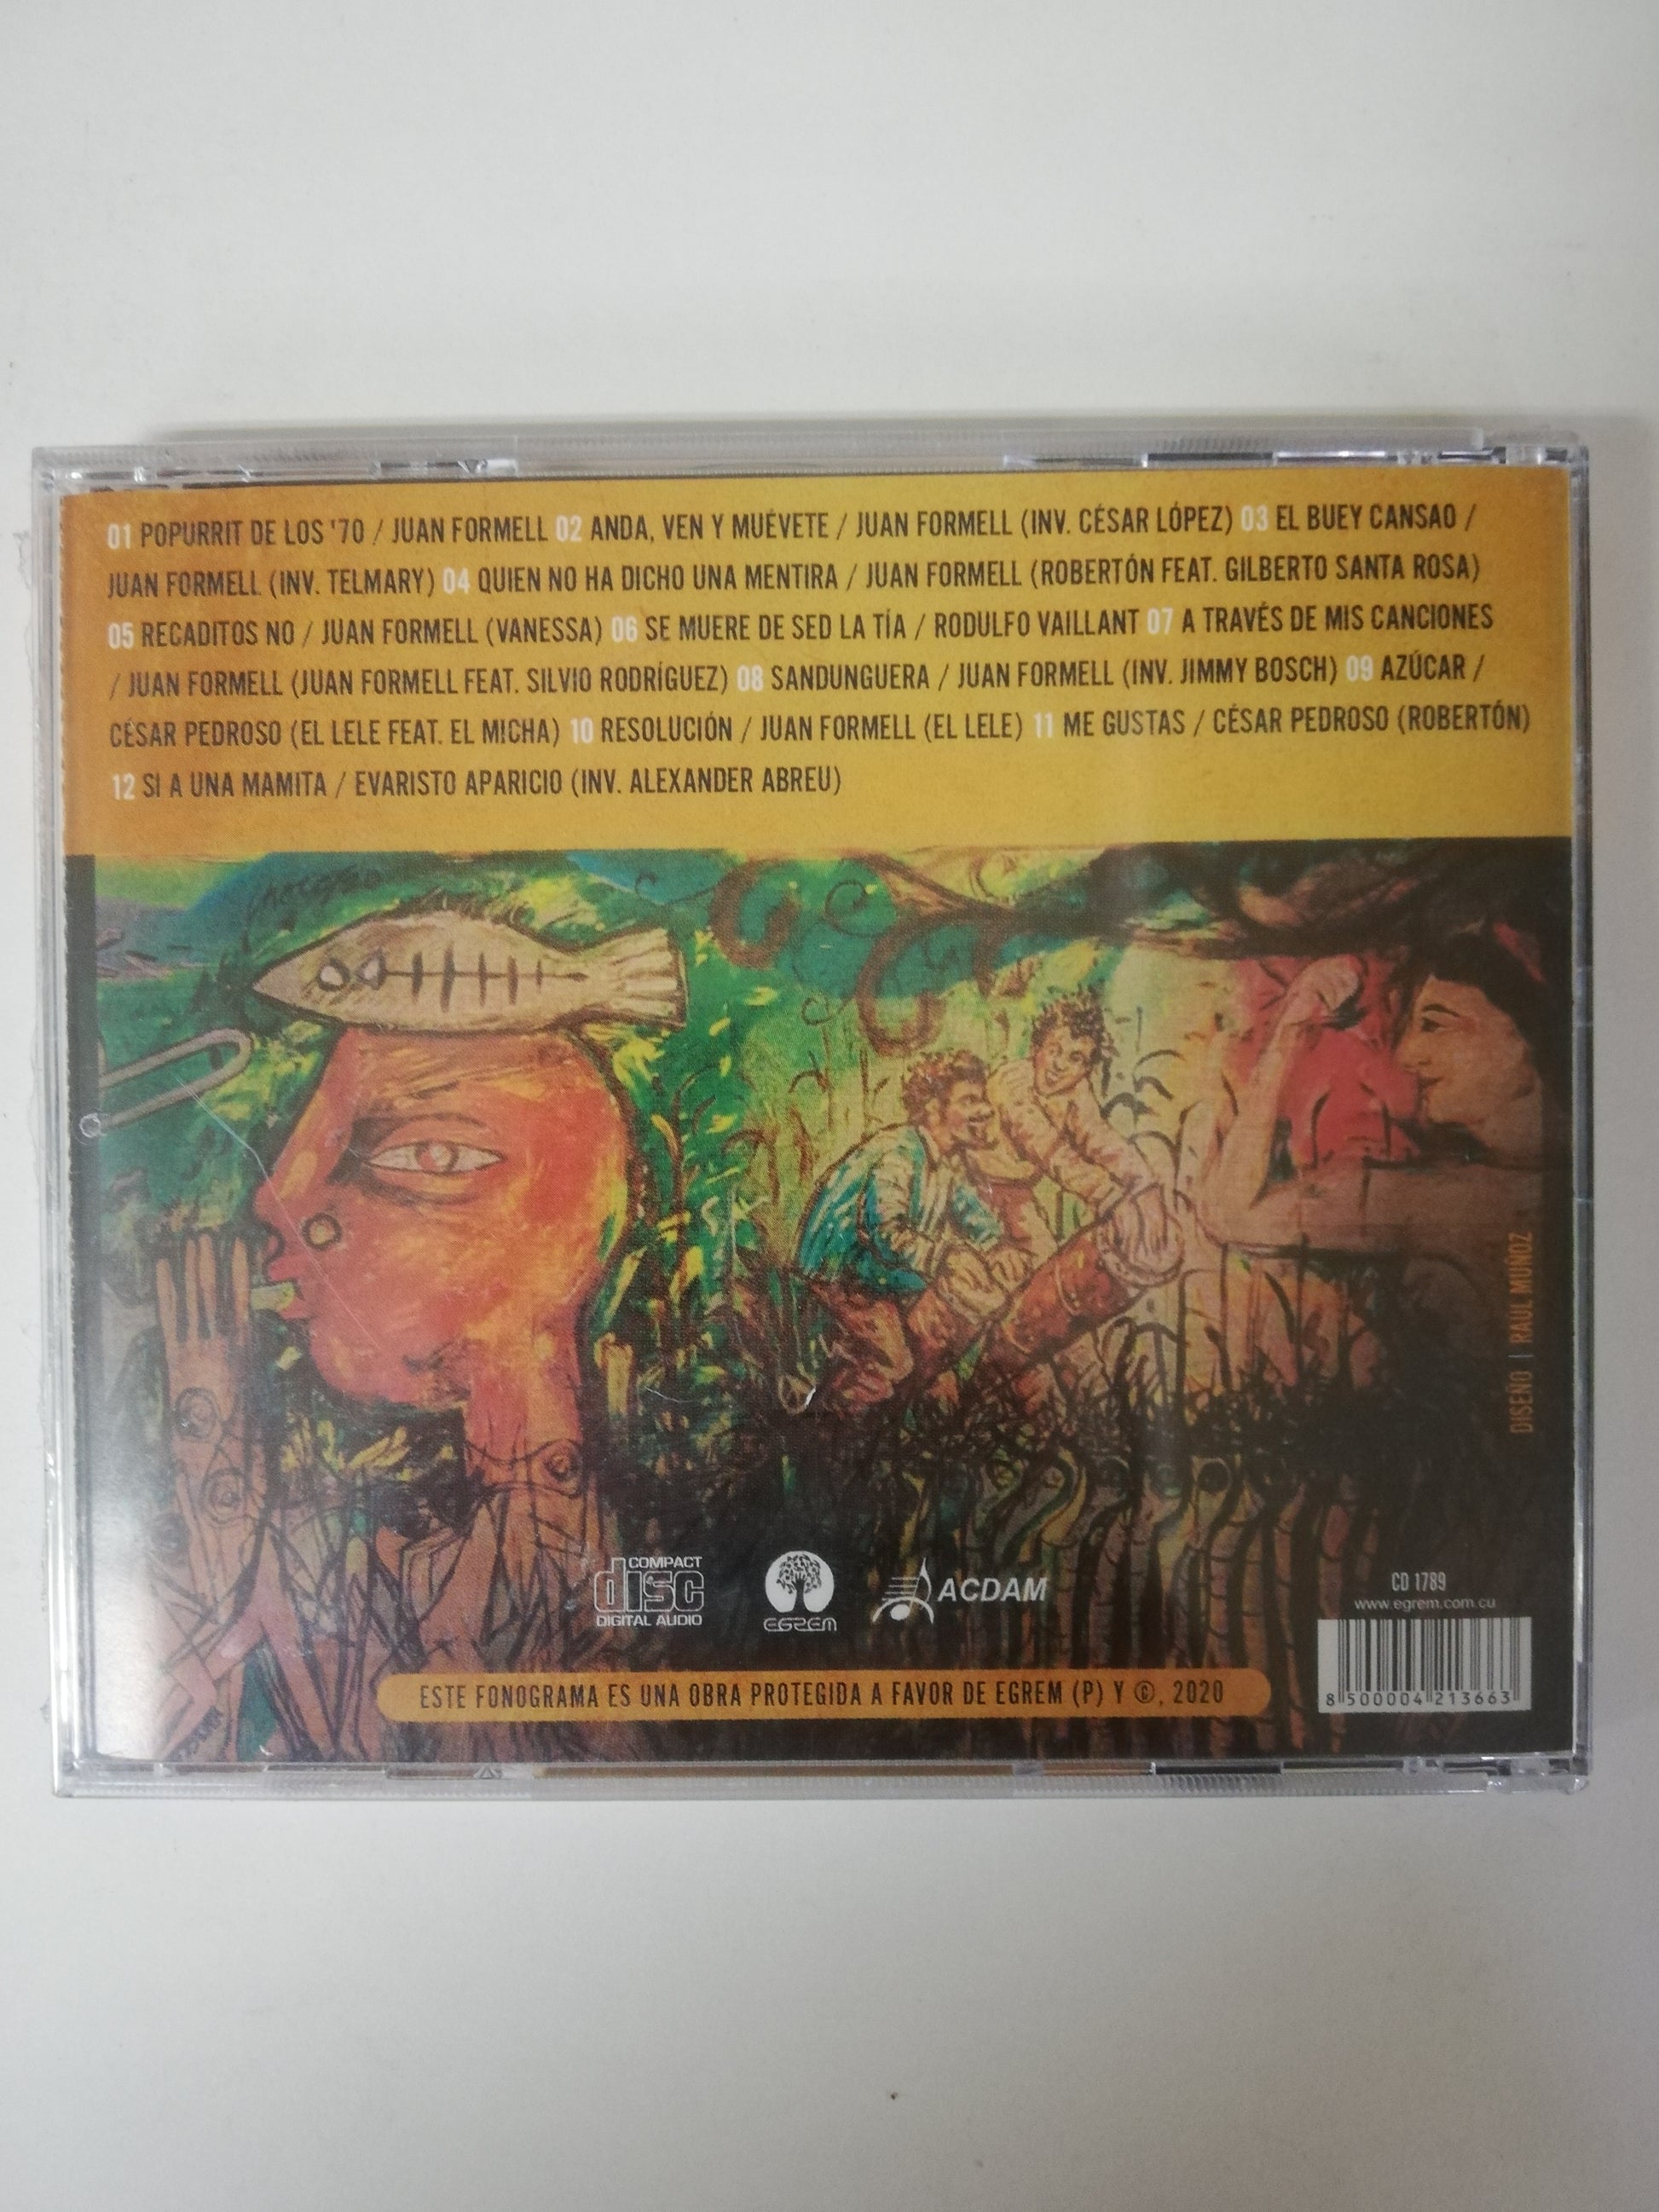 01 POPURRIT DE LOS '70 / JUAN FORMELL 02 ANDA, VEN Y MUÉVETE / JUAN FORMELL (INV. CÉSAR LÓPEZ) 03 EL BUEY CANSAO /
JUAN FORMELL (INV. TELMARY) 04 QUIEN NO HA DICHO UNA MENTIRA / JUAN FORMELL (ROBERTÓN FEAT. GILBERTO SANTA ROSA)
05 RECADITOS NO / JUAN FORMELL (VANESSA) 06 SE MUERE DE SED LA TÍA / RODULFO VAILLANT 07 A TRAVÉS DE MIS CANCIONES
/ JUAN FORMELL (JUAN FORMELL FEAT. SILVIO RODRÍGUEZ) 08 SANDUNGUERA / JUAN FORMELL (INV. JIMMY BOSCH) 09 AZÚCAR /
CÉSAR PEDROSO (EL LELE FEAT. EL MICHA) 10 RESOLUCIÓN / JUAN FORMELL (EL LELE) 11 ME GUSTAS / CÉSAR PEDROSO (ROBERTÓN)
12 SI A UNA MAMITA / EVARISTO APARICIO (INV. ALEXANDER ABREU)
DISEÑO | RAÚL MUÑOZ
COMPACT
disc
DIGITAL AUDIO
EGREM
ACDAM
CD 1789
www.egrem.com.cu
8 500004 213663
ESTE FONOGRAMA ES UNA OBRA PROTEGIDA A FAVOR DE EGREM (P) Y ©, 2020